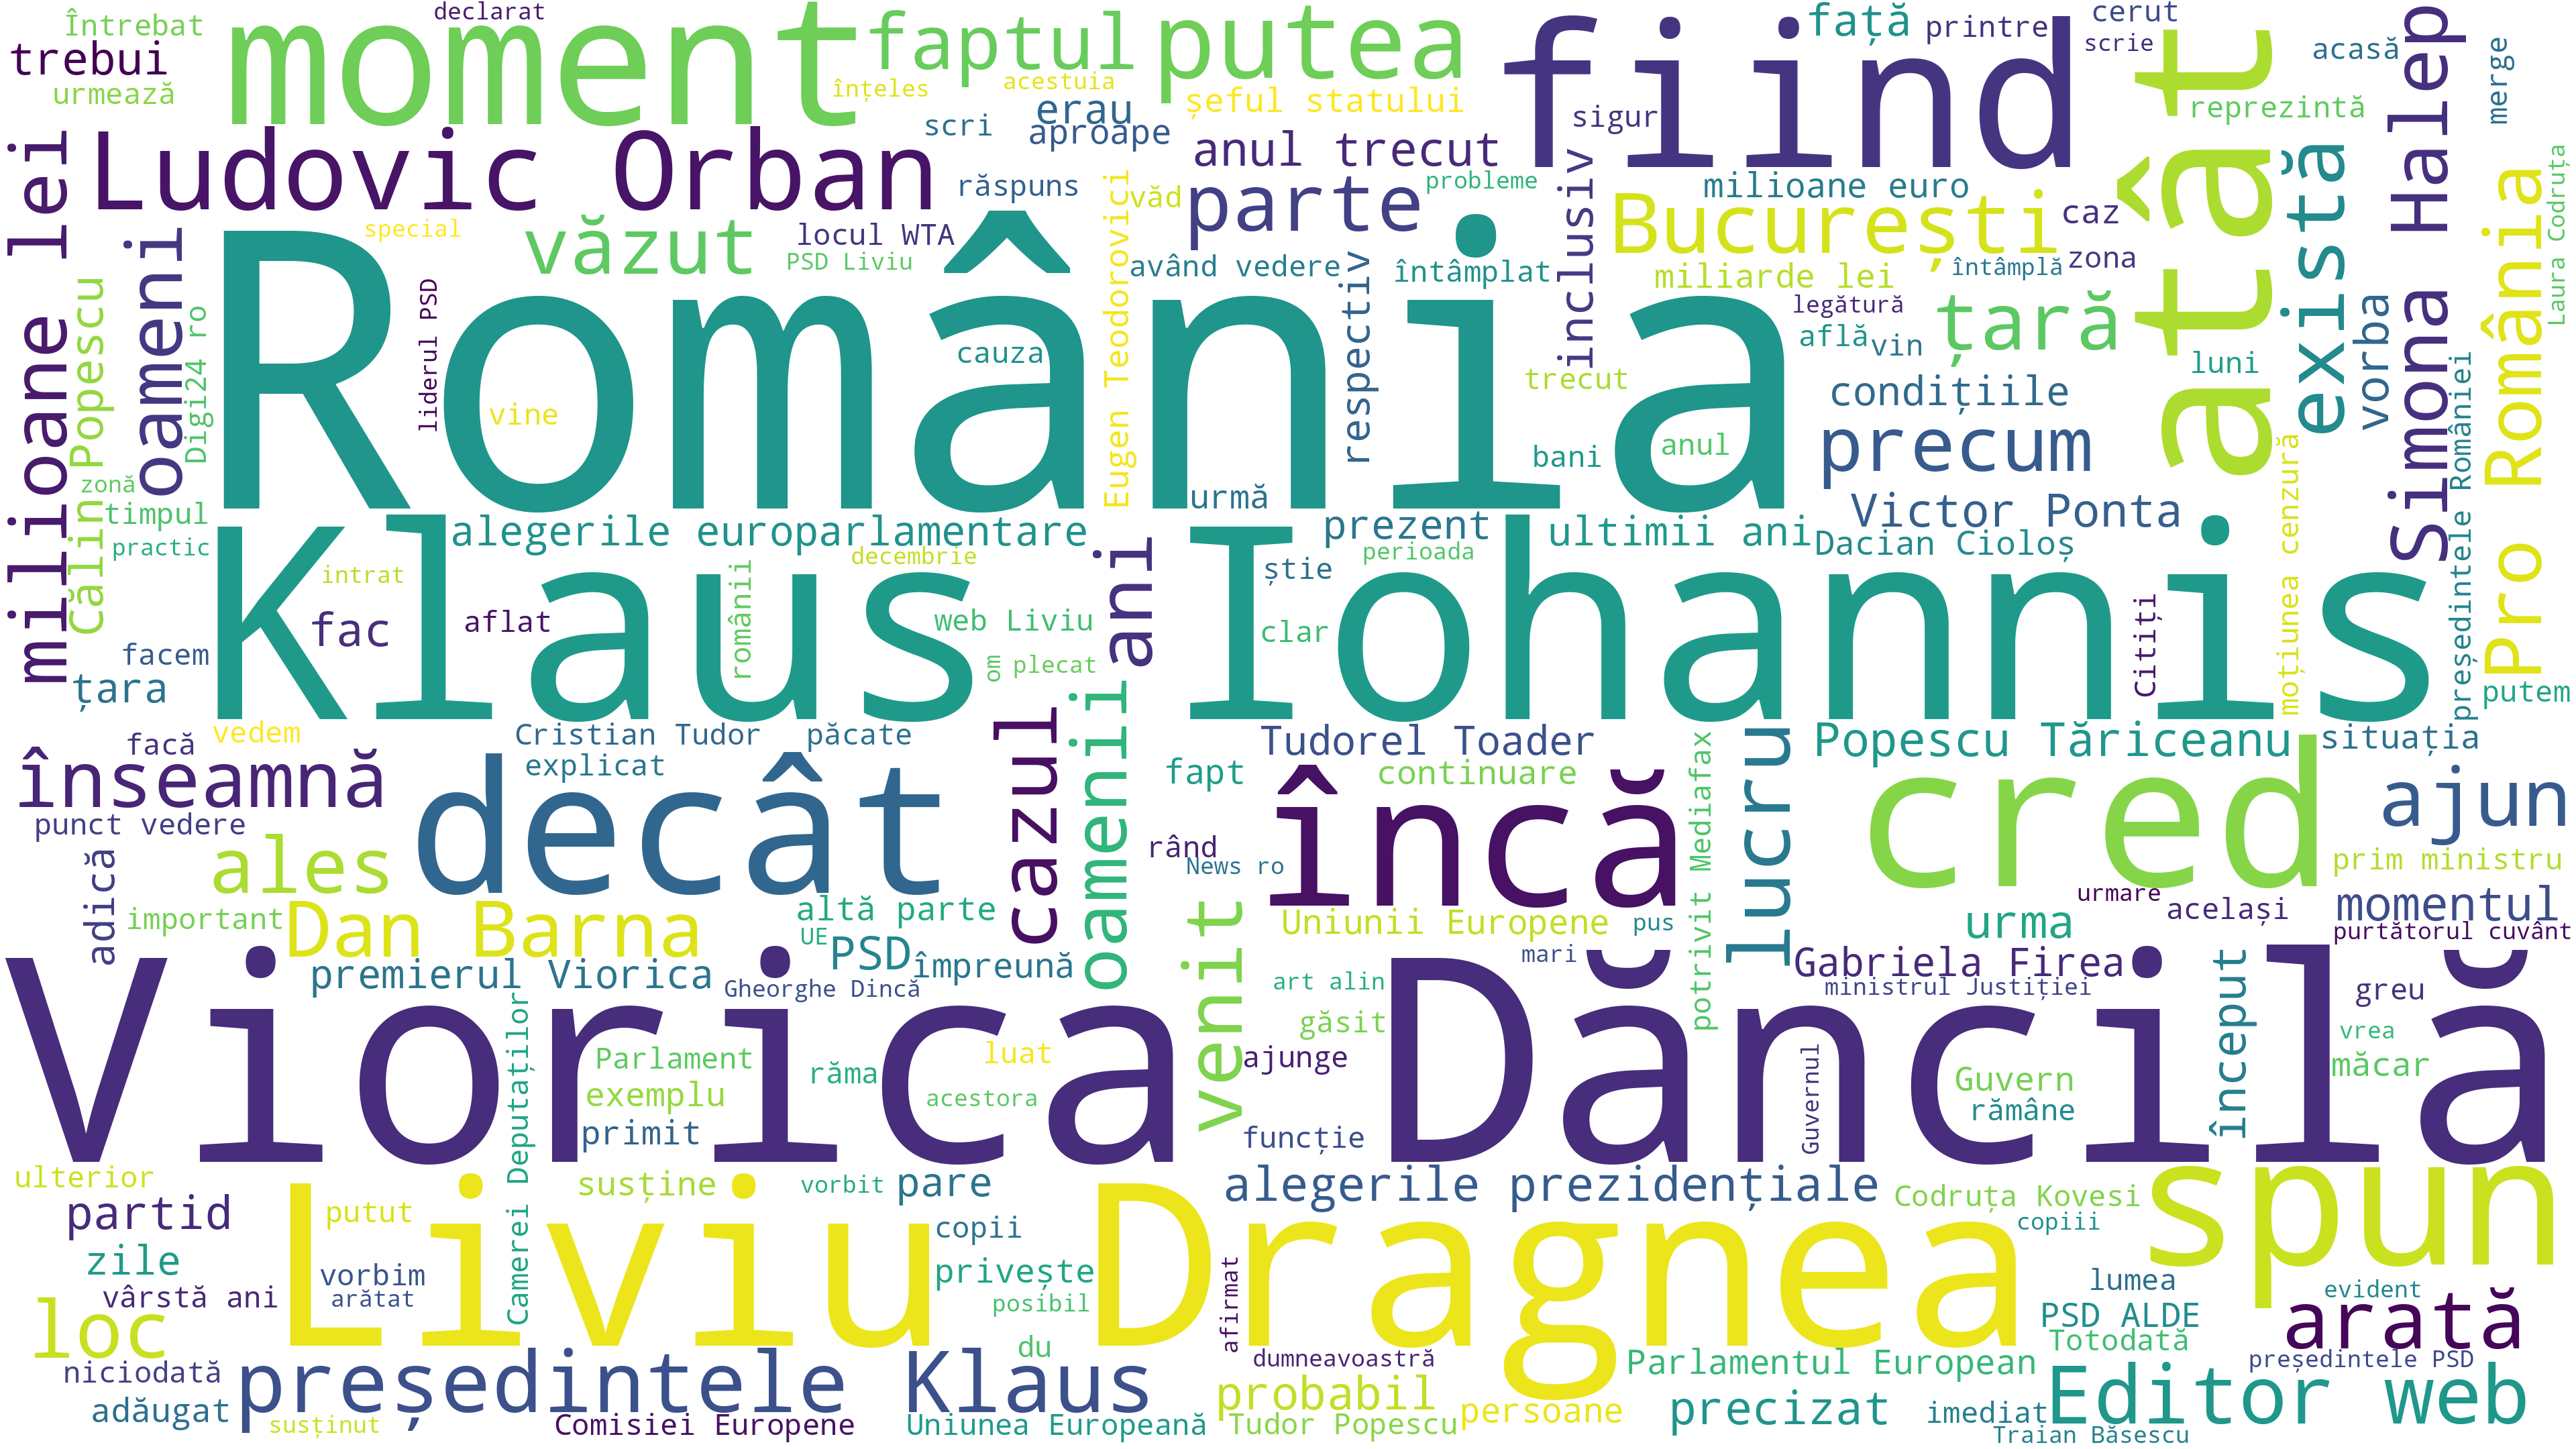 Întrebat
declarat
moment
faptul
putea
fiind
față
printre
cerut
scrie
acasă
merge
trebui
urmează
înțeles
acestuia
erau
aproape
scri
șeful statului
anul trecut
sigur
atât
reprezintă
Simona Halep
Laura Codruța
Ludovic Orban
răspuns
văd
parte
probleme
inclusiv
milioane euro
București
caz
zona
există
Pro România
milioane lei
oameni
special
văzut
locul WTA
PSD Liviu
Eugen Teodorovici
având vedere
întâmplat
miliarde lei
întâmplă
legătură
țară
România
Călin Popescu
Digi24 ro
liderul PSD
vine
cauza
respectiv
trecut
bani
anul
află
vin
luni
vorba
condițiile
precum
președintele României
zonă
timpul
practic
urmă
prezent
ultimii ani
Victor Ponta
Dacian Cioloș
moțiunea cenzură
alegerile europarlamentare
decembrie
perioada
știe
Klaus Iohannis
intrat
fac
aflat
românii
web Liviu
om
plecat
ani
clar
Citiți
putem
facem
țara
vedem
Cristian Tudor
păcate
cazul
oamenii
Tudorel Toader
lucru
Popescu Tăriceanu
situația
facă
înseamnă
explicat
fapt
continuare
potrivit Mediafax
cred
ajun
punct vedere
decât
încă
rând
News ro
prim ministru
adică
ales
important
Dan Barna
altă parte
UE
PSD
împreună
venit
Uniunii Europene
pus
urmare
urma
același
momentul
purtătorul cuvânt
premierul Viorica
Gheorghe Dincă
mari
art alin
Gabriela Firea
ministrul Justiției
început
greu
Viorica Dăncilă
Camerei Deputaților
găsit
Parlament
luat
ajunge
Guvernul
vrea
măcar
exemplu
răma
acestora
Guvern
rămâne
primit
funcție
ulterior
susține
vorbit
pare
alegerile prezidențiale
Codruța Kovesi
copiii
spun
partid
putut
Liviu Dragnea
copii
zile
vorbim
privește
lumea
evident
vârstă ani
arătat
posibil
afirmat
PSD ALDE
arată
loc
du
Totodată
niciodată
președintele Klaus
dumneavoastră
Parlamentul European
președintele PSD
adăugat
probabil
persoane
precizat
imediat
Editor web
susținut
Comisiei Europene
Uniunea Europeană
Tudor Popescu
Traian Băsescu